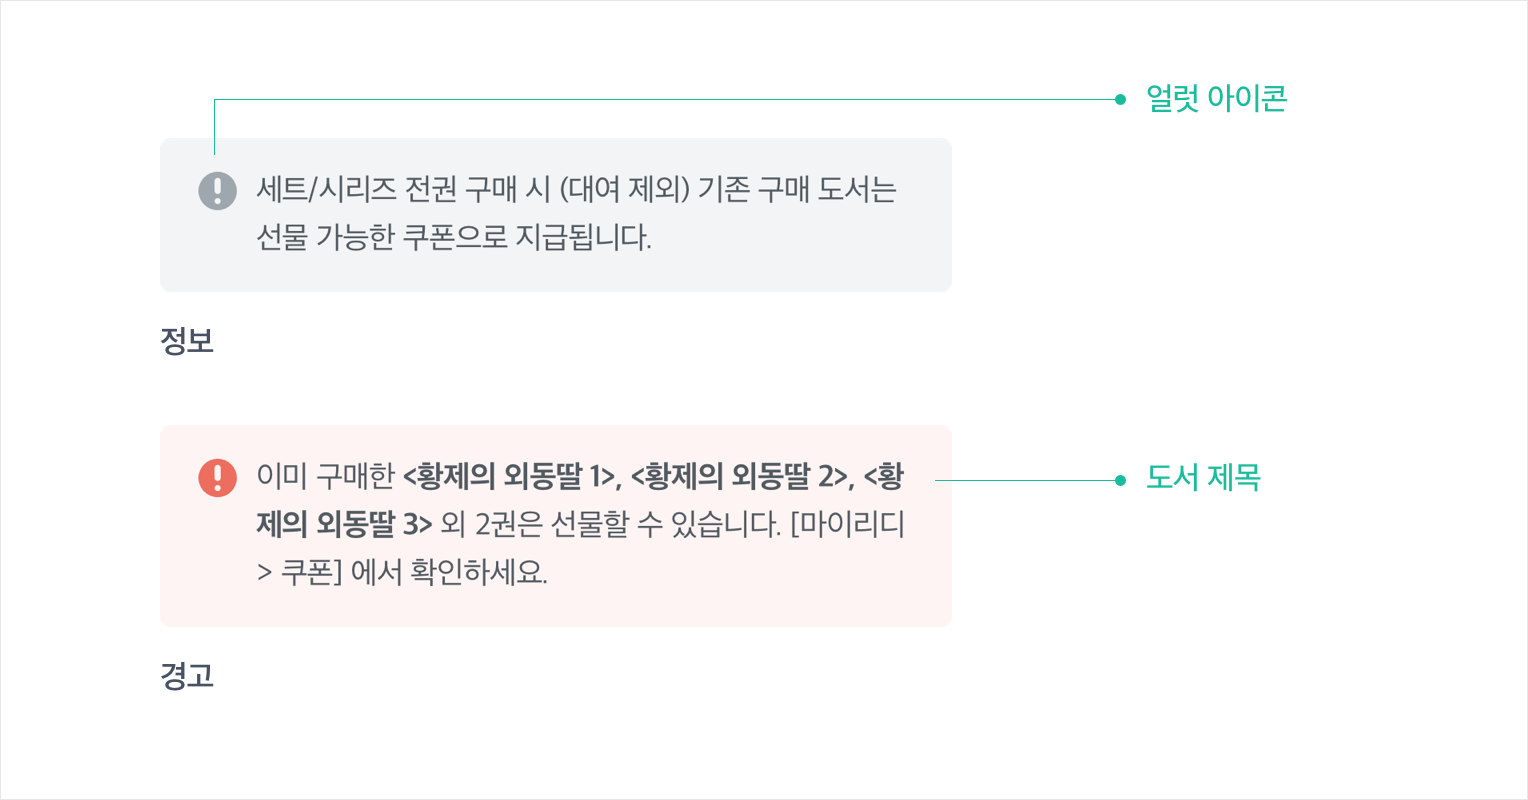 얼럿 아이콘
세트/시리즈 전권 구매 시 (대여 제외) 기존 구매 도서는
선물 가능한 쿠폰으로 지급됩니다.
정보
이미 구매한 <황제의 외동딸 1>, <황제의 외동딸 2>, <황
제의 외동딸 3> 외 2권은 선물할 수 있습니다. [마이리디
> 쿠폰] 에서 확인하세요.
도서 제목
경고